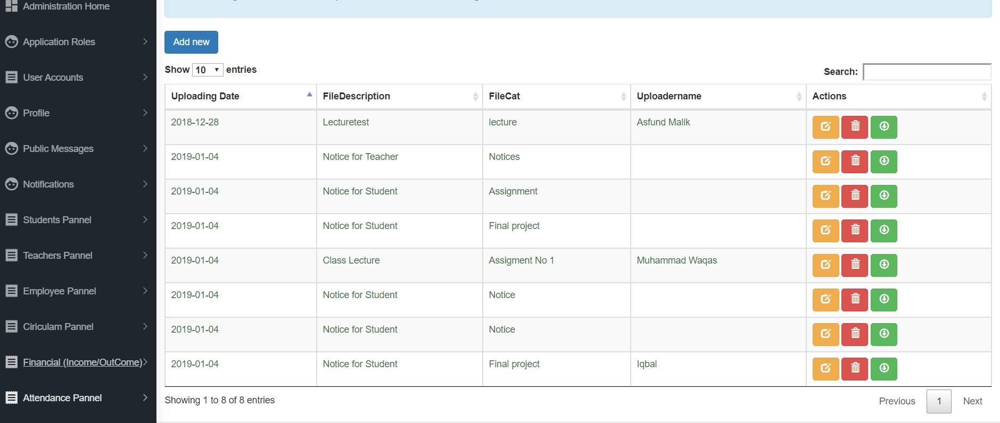 Administration Home
Application Roles
User Accounts
Profile
Public Messages
Notifications
Students Pannel
Teachers Pannel
Employee Pannel
Ciriculam Pannel
Financial (Income/OutCome)
Attendance Pannel
Add new
Show 10 entries
Search:
Uploading Date FileDescription FileCat Uploadername Actions
2018-12-28 Lecturetest lecture Asfund Malik
2019-01-04 Notice for Teacher Notices
2019-01-04 Notice for Student Assignment
2019-01-04 Notice for Student Final project
2019-01-04 Class Lecture Assigment No 1 Muhammad Waqas
2019-01-04 Notice for Student Notice
2019-01-04 Notice for Student Notice
2019-01-04 Notice for Student Final project Iqbal
Showing 1 to 8 of 8 entries
Previous 1 Next